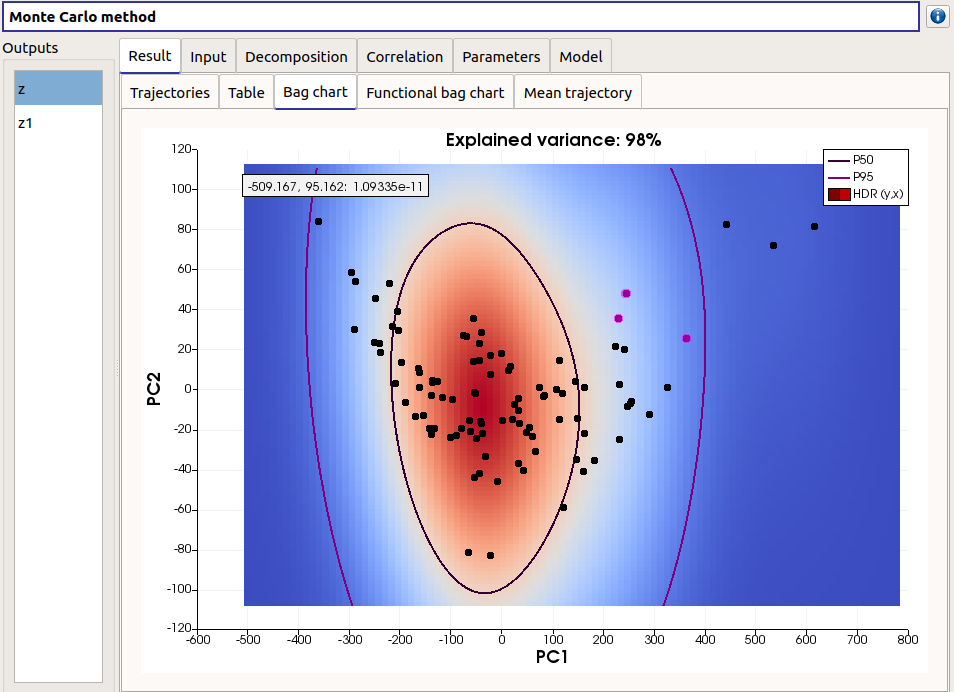 Monte Carlo method
Outputs
z
z1
Result Input Decomposition Correlation Parameters Model
Trajectories Table Bag chart Functional bag chart Mean trajectory
Explained variance: 98%
P50
P95
HDR (y,x)
-509.167, 95.162: 1.09335e-11
PC2
120
100
80
60
40
20
0
-20
-40
-60
-80
-100
-120
-600 -500 -400 -300 -200 -100 0 100 200 300 400 500 600 700 800
PC1